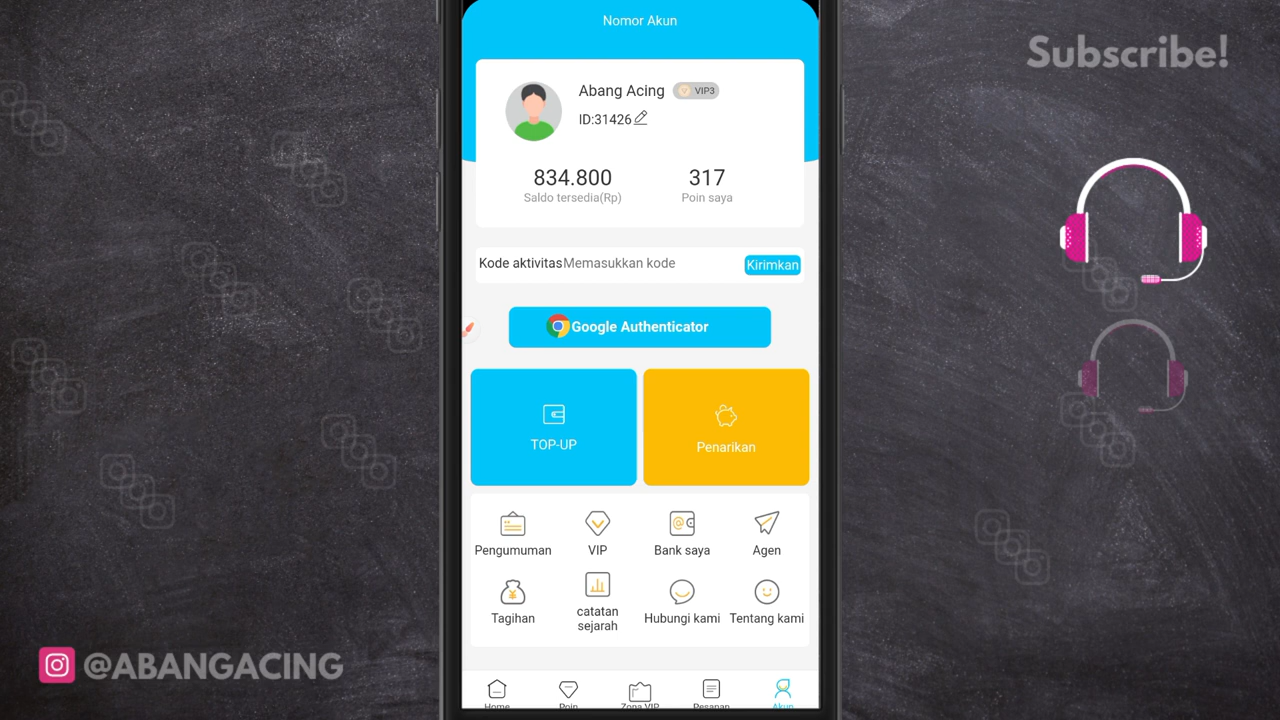 Nomor Akun
Subscribe!
Abang Acing
VIP3
ID:31426
834.800
317
Saldo tersedia(Rp)
Poin saya
Kode aktivitas
Memasukkan kode
Kirimkan
Google Authenticator
TOP-UP
Penarikan
Pengumuman
VIP
Bank saya
Agen
Tagihan
catatan
sejarah
Hubungi kami
Tentang kami
@ABANGACING
Home
Poin
Zona VIP
Pesanan
Akun